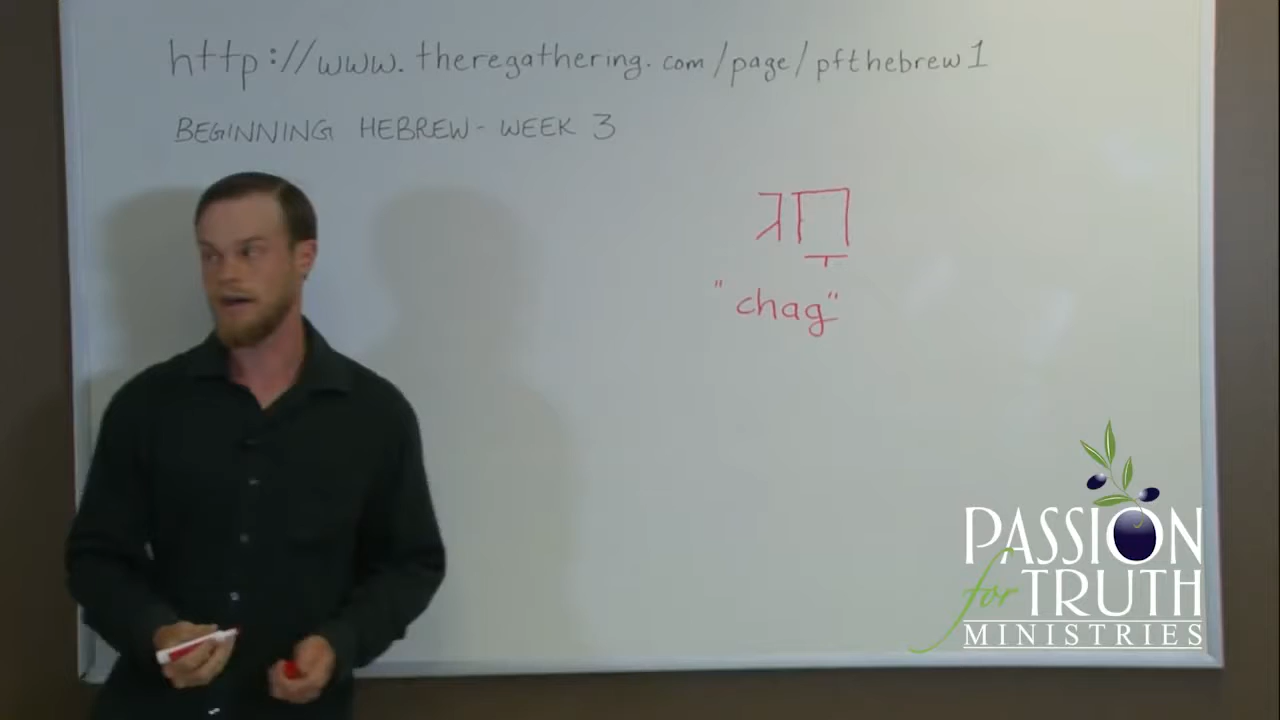 http://www.theregathering.com/page/pfthebrew1
BEGINNING HEBREW - WEEK 3
חָג
"chag"
PASSION
for TRUTH
MINISTRIES